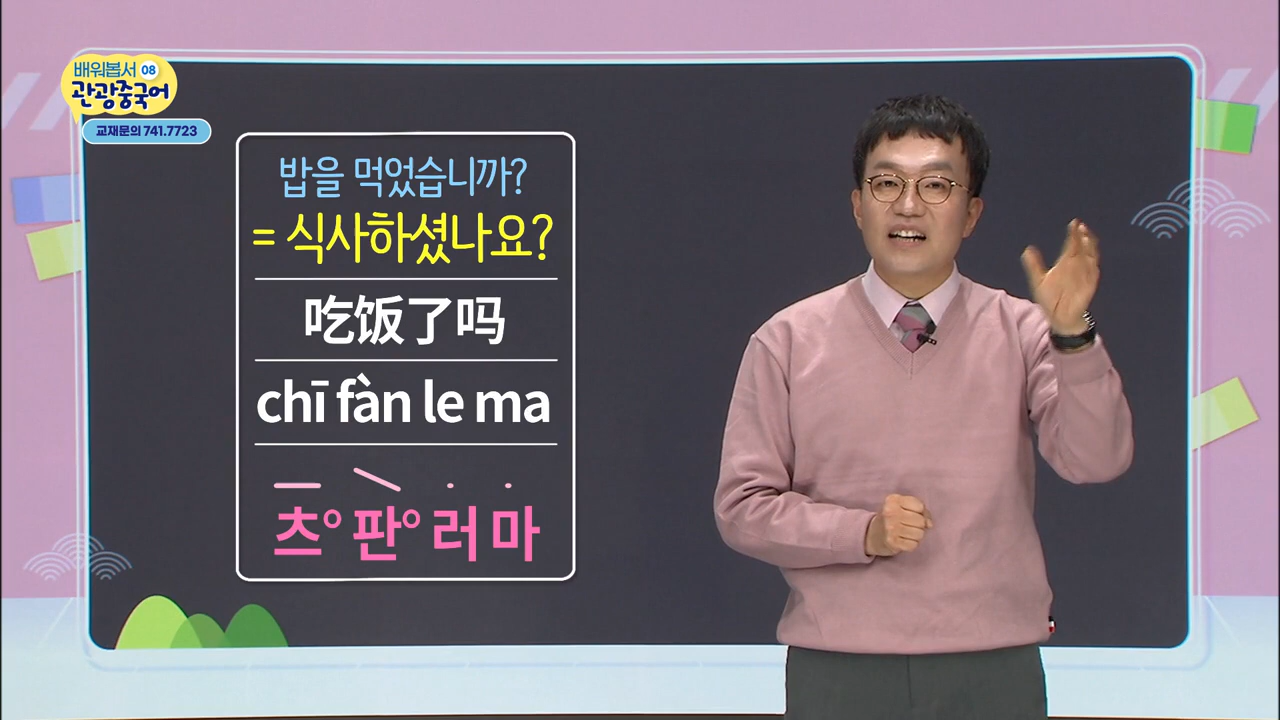 배워봅서 08
관광중국어
교재문의 741.7723
밥을 먹었습니까?
= 식사하셨나요?
吃饭了吗
chī fàn le ma
츠° 판° 러 마